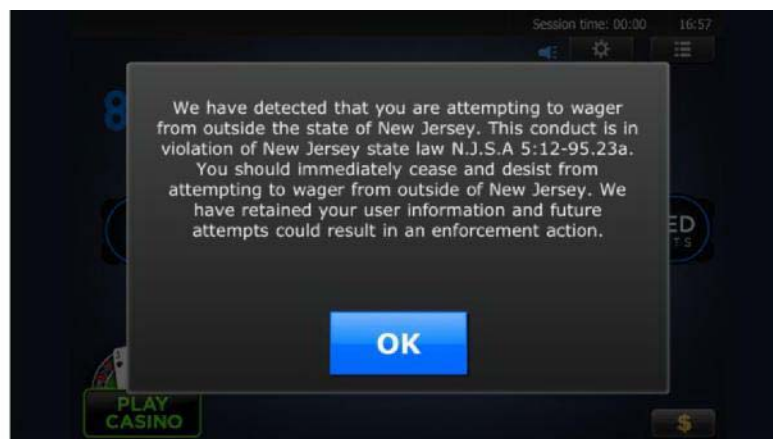 Session time: 00:00 16:57
8
We have detected that you are attempting to wager
from outside the state of New Jersey. This conduct is in
violation of New Jersey state law N.J.S.A 5:12-95.23a.
You should immediately cease and desist from
attempting to wager from outside of New Jersey. We
have retained your user information and future
attempts could result in an enforcement action.
ED
TS
OK
PLAY
CASINO
$